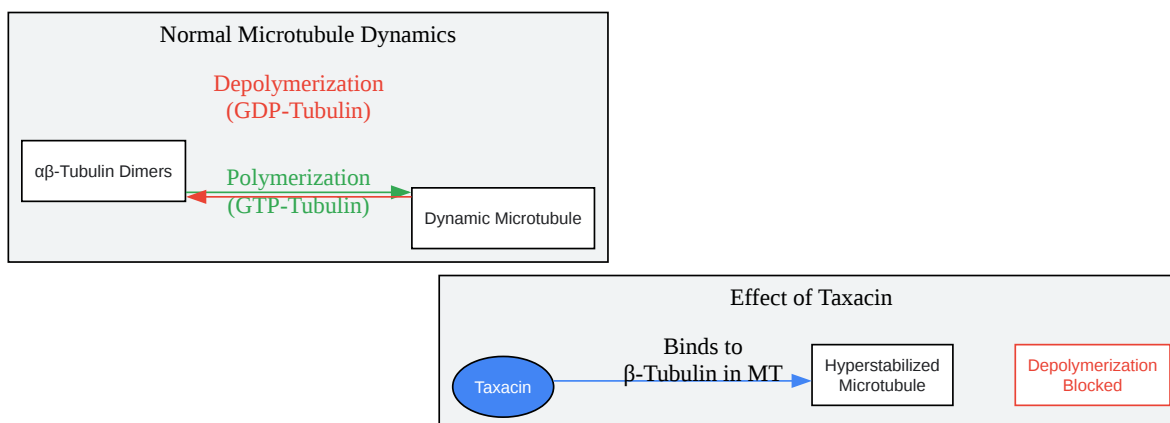 Normal Microtubule Dynamics
Depolymerization
(GDP-Tubulin)
αβ-Tubulin Dimers
Polymerization
(GTP-Tubulin)
Dynamic Microtubule
Effect of Taxacin
Taxacin
Binds to
β-Tubulin in MT
Hyperstabilized
Microtubule
Depolymerization
Blocked